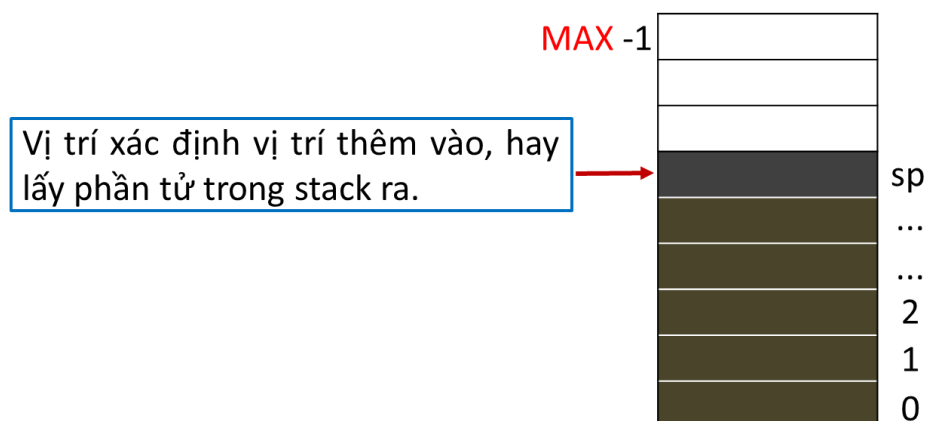 MAX -1
Vị trí xác định vị trí thêm vào, hay
lấy phần tử trong stack ra.
sp
...
...
2
1
0